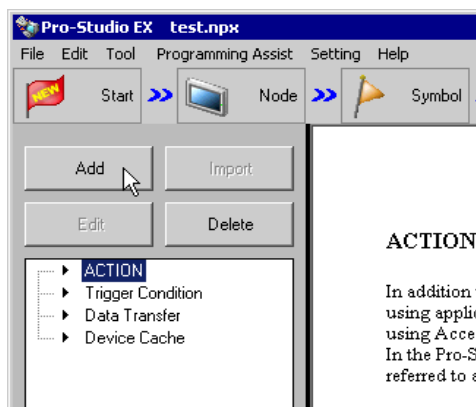 Pro-Studio EX test.npx
File Edit Tool Programming Assist Setting Help
NEW Start Node Symbol
Add Import
Edit Delete
ACTION
Trigger Condition
Data Transfer
Device Cache
ACTION
In addition
using appli
using Acce
In the Pro-S
referred to a